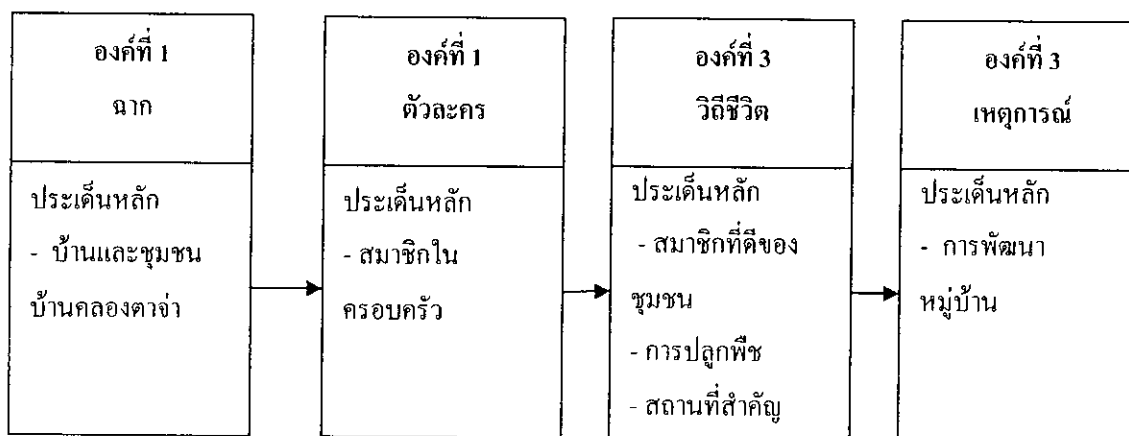 องค์ที่ 1
ฉาก
ประเด็นหลัก
- บ้านและชุมชน
บ้านคลองตาจ่า
องค์ที่ 1
ตัวละคร
ประเด็นหลัก
- สมาชิกใน
ครอบครัว
องค์ที่ 3
วิถีชีวิต
ประเด็นหลัก
- สมาชิกที่ดีของ
ชุมชน
- การปลูกพืช
- สถานที่สำคัญ
องค์ที่ 3
เหตุการณ์
ประเด็นหลัก
- การพัฒนา
หมู่บ้าน